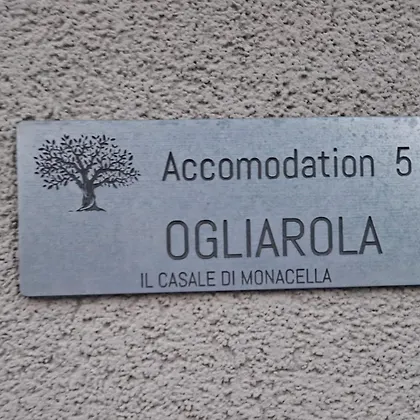 Accomodation 5
OGLIAROLA
IL CASALE DI MONACELLA